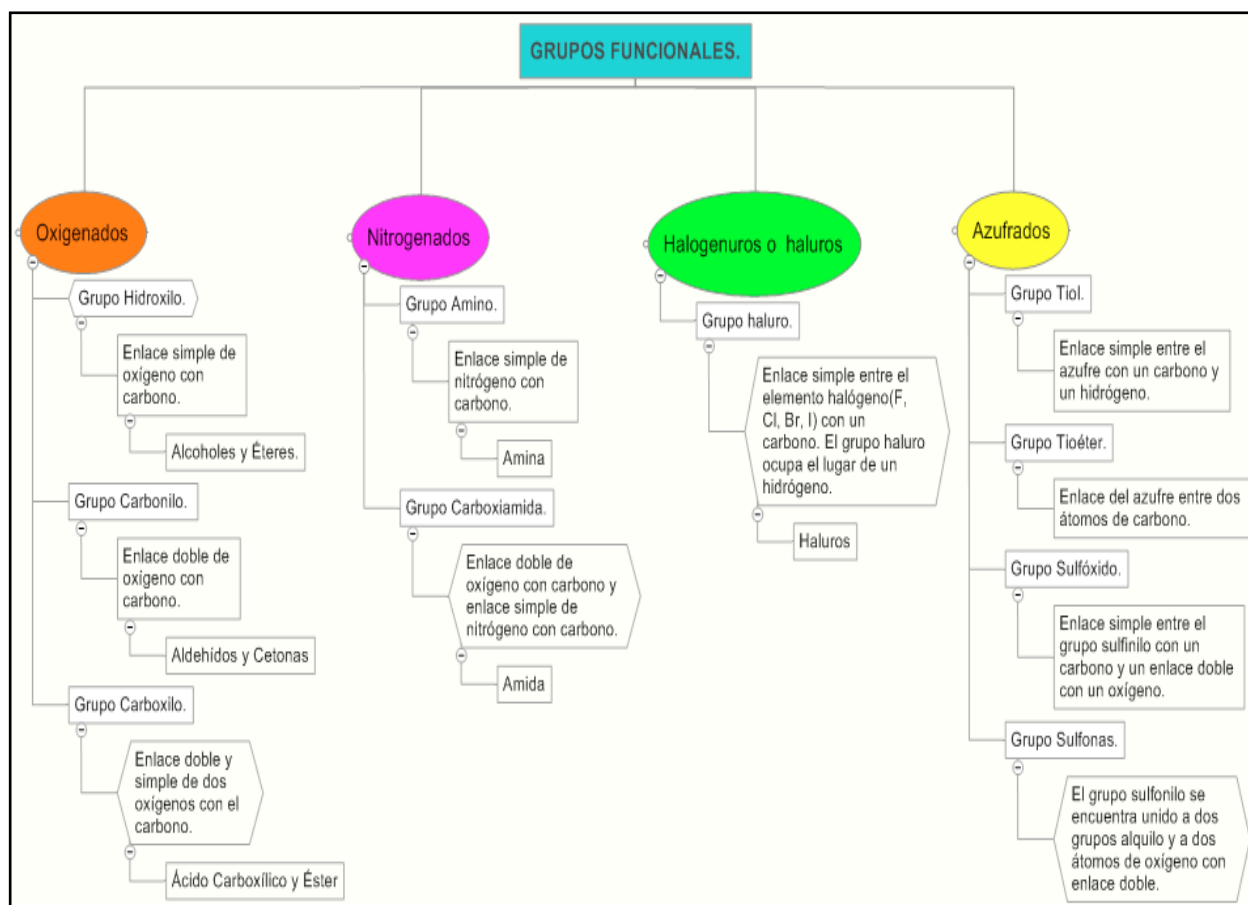 GRUPOS FUNCIONALES.
Oxigenados
Grupo Hidroxilo.
Enlace simple de
oxígeno con
carbono.
Alcoholes y Éteres.
Grupo Carbonilo.
Enlace doble de
oxígeno con
carbono.
Aldehídos y Cetonas
Grupo Carboxilo.
Enlace doble y
simple de dos
oxígenos con el
carbono.
Ácido Carboxílico y Éster
Nitrogenados
Grupo Amino.
Enlace simple de
nitrógeno con
carbono.
Amina
Grupo Carboxiamida.
Enlace doble de
oxígeno con carbono y
enlace simple de
nitrógeno con carbono.
Amida
Halogenuros o haluros
Grupo haluro.
Enlace simple entre el
elemento halógeno(F,
Cl, Br, I) con un
carbono. El grupo haluro
ocupa el lugar de un
hidrógeno.
Haluros
Azufrados
Grupo Tiol.
Enlace simple entre el
azufre con un carbono y
un hidrógeno.
Grupo Tioéter.
Enlace del azufre entre dos
átomos de carbono.
Grupo Sulfóxido.
Enlace simple entre el
grupo sulfinilo con un
carbono y un enlace doble
con un oxígeno.
Grupo Sulfonas.
El grupo sulfonilo se
encuentra unido a dos
grupos alquilo y a dos
átomos de oxígeno con
enlace doble.